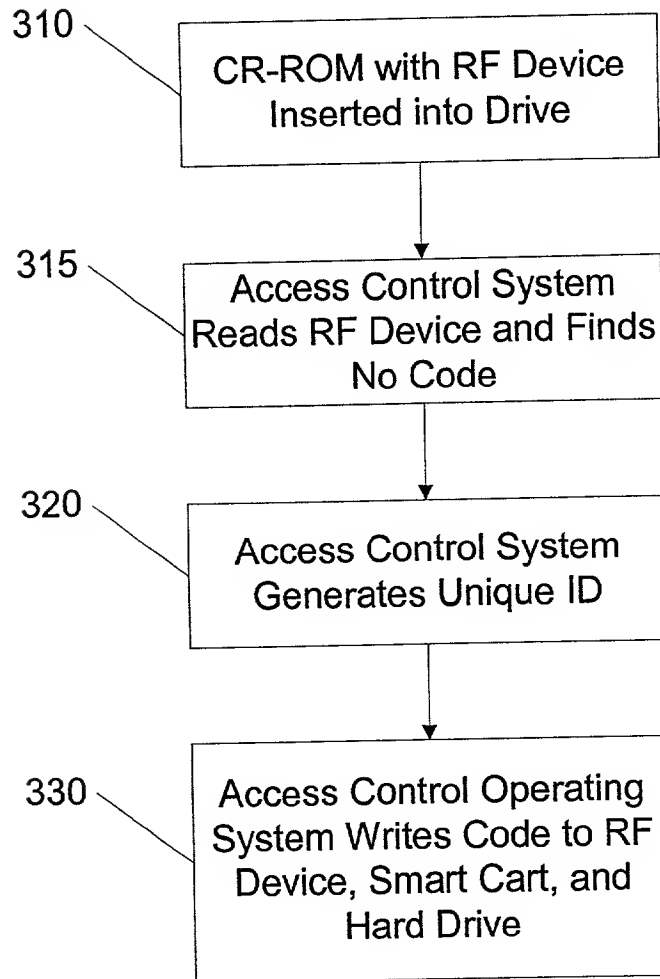 310
CR-ROM with RF Device
Inserted into Drive
315
Access Control System
Reads RF Device and Finds
No Code
320
Access Control System
Generates Unique ID
330
Access Control Operating
System Writes Code to RF
Device, Smart Cart, and
Hard Drive